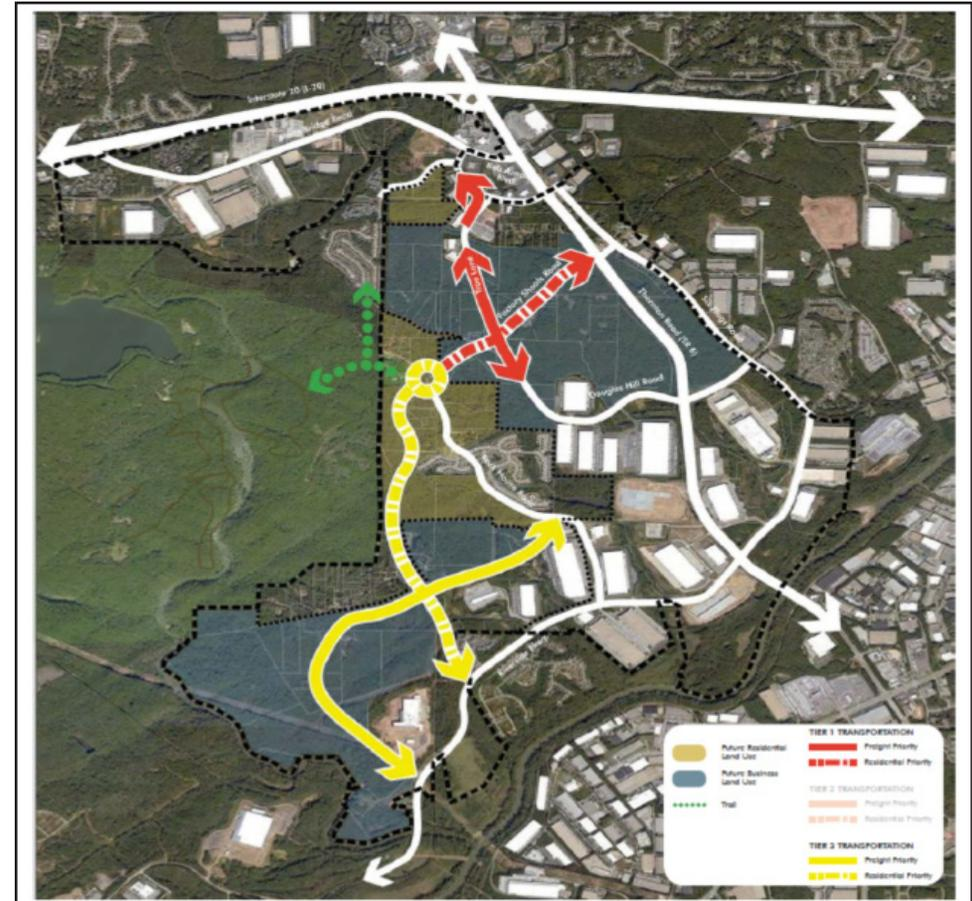 Interstate 20 (I-20)
Factory Shoals Road
Thornton Road (SR 6)
Douglas Hill Road
Future Residential
Land Use
Future Business
Land Use
Trail
TIER 1 TRANSPORTATION
Freight Priority
Residential Priority
TIER 2 TRANSPORTATION
Freight Priority
Residential Priority
TIER 3 TRANSPORTATION
Freight Priority
Residential Priority